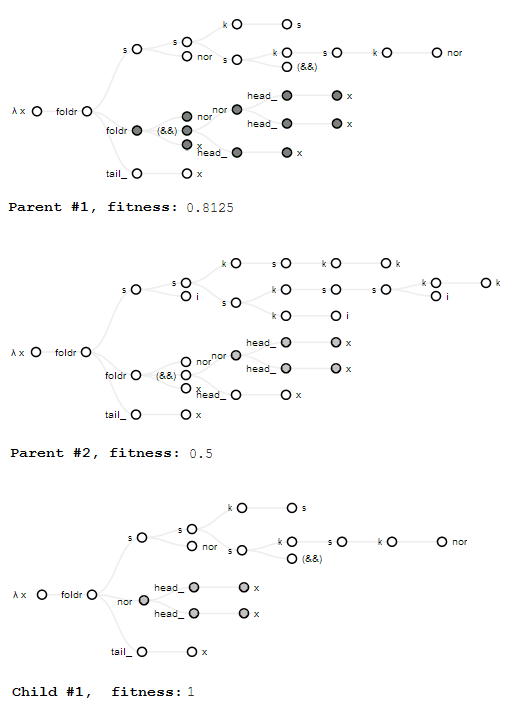 k s
s s nor k s k nor
s (&&)
λ x foldr
head_ x
nor nor head_ x
foldr (&&)
x head_ x
tail_ x
Parent #1, fitness: 0.8125
k s k k
s s i k s s k k
s i
k i
λ x foldr
head_ x
nor nor head_ x
foldr (&&)
x head_ x
tail_ x
Parent #2, fitness: 0.5
k s
s s nor k s k nor
s (&&)
λ x foldr
head_ x
nor
head_ x
tail_ x
Child #1, fitness: 1